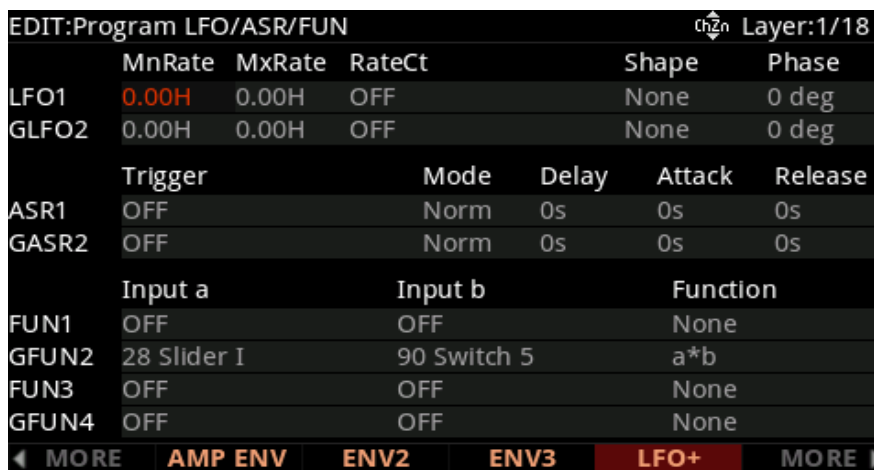 EDIT:Program LFO/ASR/FUN ChZn Layer:1/18
MnRate MxRate RateCt Shape Phase
LFO1 0.00H 0.00H OFF None 0 deg
GLFO2 0.00H 0.00H OFF None 0 deg
Trigger Mode Delay Attack Release
ASR1 OFF Norm 0s 0s 0s
GASR2 OFF Norm 0s 0s 0s
Input a Input b Function
FUN1 OFF OFF None
GFUN2 28 Slider I 90 Switch 5 a*b
FUN3 OFF OFF None
GFUN4 OFF OFF None
MORE AMP ENV ENV2 ENV3 LFO+ MORE